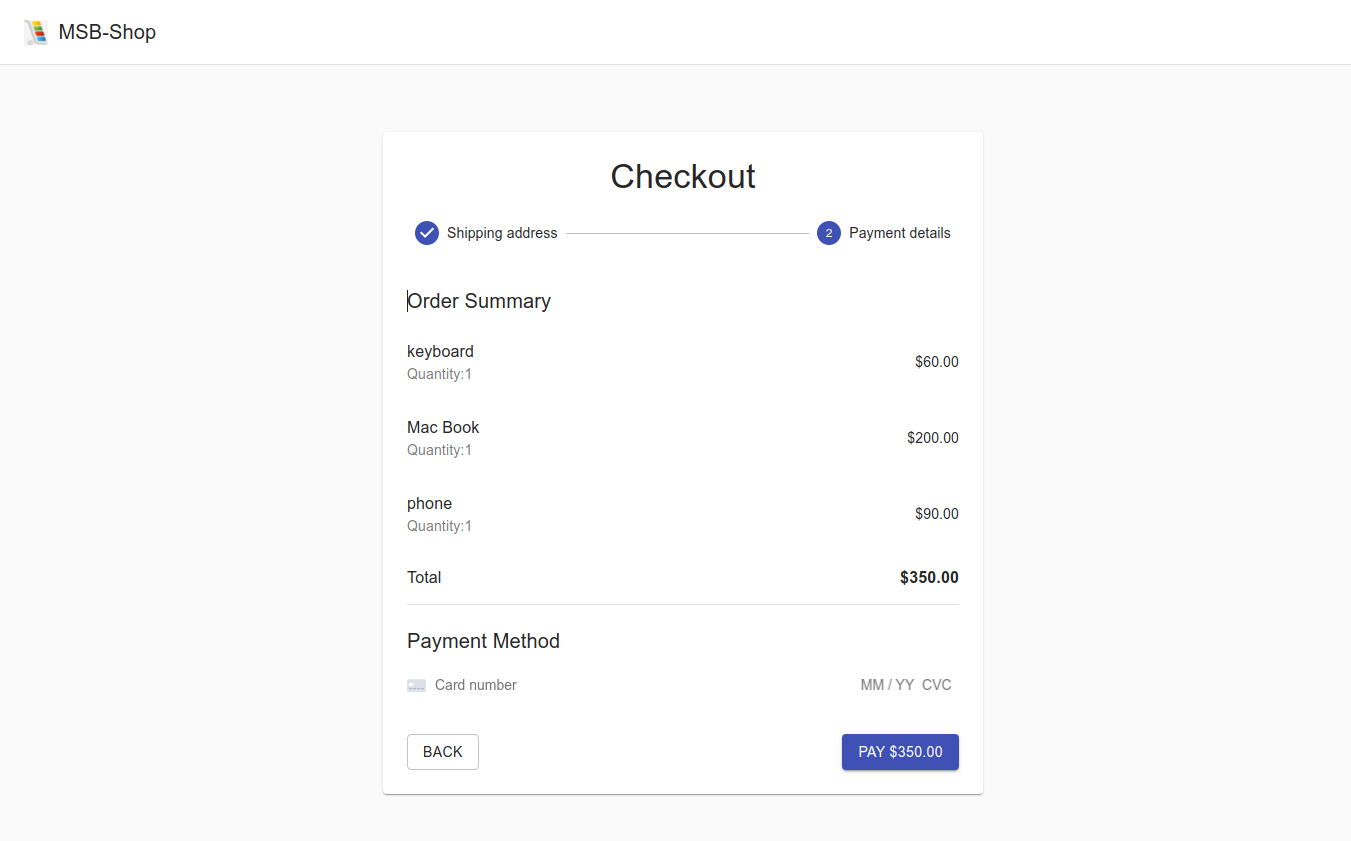 MSB-Shop
Checkout
Shipping address
2 Payment details
Order Summary
keyboard
Quantity:1
$60.00
Mac Book
Quantity:1
$200.00
phone
Quantity:1
$90.00
Total $350.00
Payment Method
Card number MM / YY CVC
BACK PAY $350.00